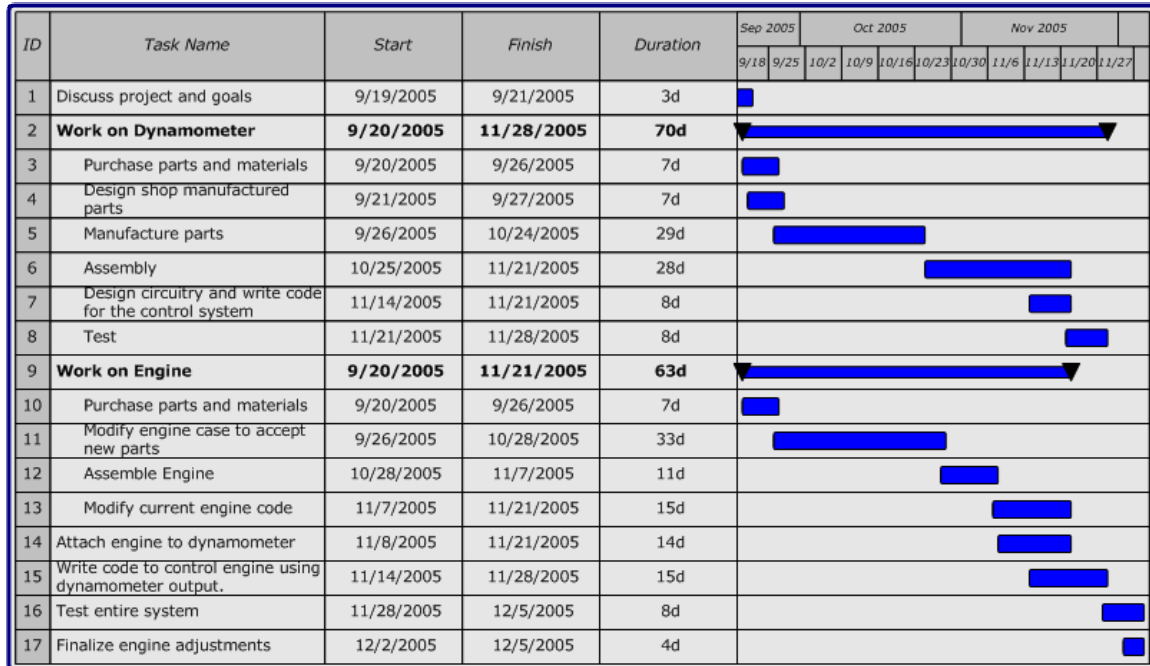 ID Task Name Start Finish Duration Sep 2005 Oct 2005 Nov 2005
9/18 9/25 10/2 10/9 10/16 10/23 10/30 11/6 11/13 11/20 11/27
1 Discuss project and goals 9/19/2005 9/21/2005 3d
2 Work on Dynamometer 9/20/2005 11/28/2005 70d
3 Purchase parts and materials 9/20/2005 9/26/2005 7d
4 Design shop manufactured
parts 9/21/2005 9/27/2005 7d
5 Manufacture parts 9/26/2005 10/24/2005 29d
6 Assembly 10/25/2005 11/21/2005 28d
7 Design circuitry and write code
for the control system 11/14/2005 11/21/2005 8d
8 Test 11/21/2005 11/28/2005 8d
9 Work on Engine 9/20/2005 11/21/2005 63d
10 Purchase parts and materials 9/20/2005 9/26/2005 7d
11 Modify engine case to accept
new parts 9/26/2005 10/28/2005 33d
12 Assemble Engine 10/28/2005 11/7/2005 11d
13 Modify current engine code 11/7/2005 11/21/2005 15d
14 Attach engine to dynamometer 11/8/2005 11/21/2005 14d
15 Write code to control engine using
dynamometer output. 11/14/2005 11/28/2005 15d
16 Test entire system 11/28/2005 12/5/2005 8d
17 Finalize engine adjustments 12/2/2005 12/5/2005 4d